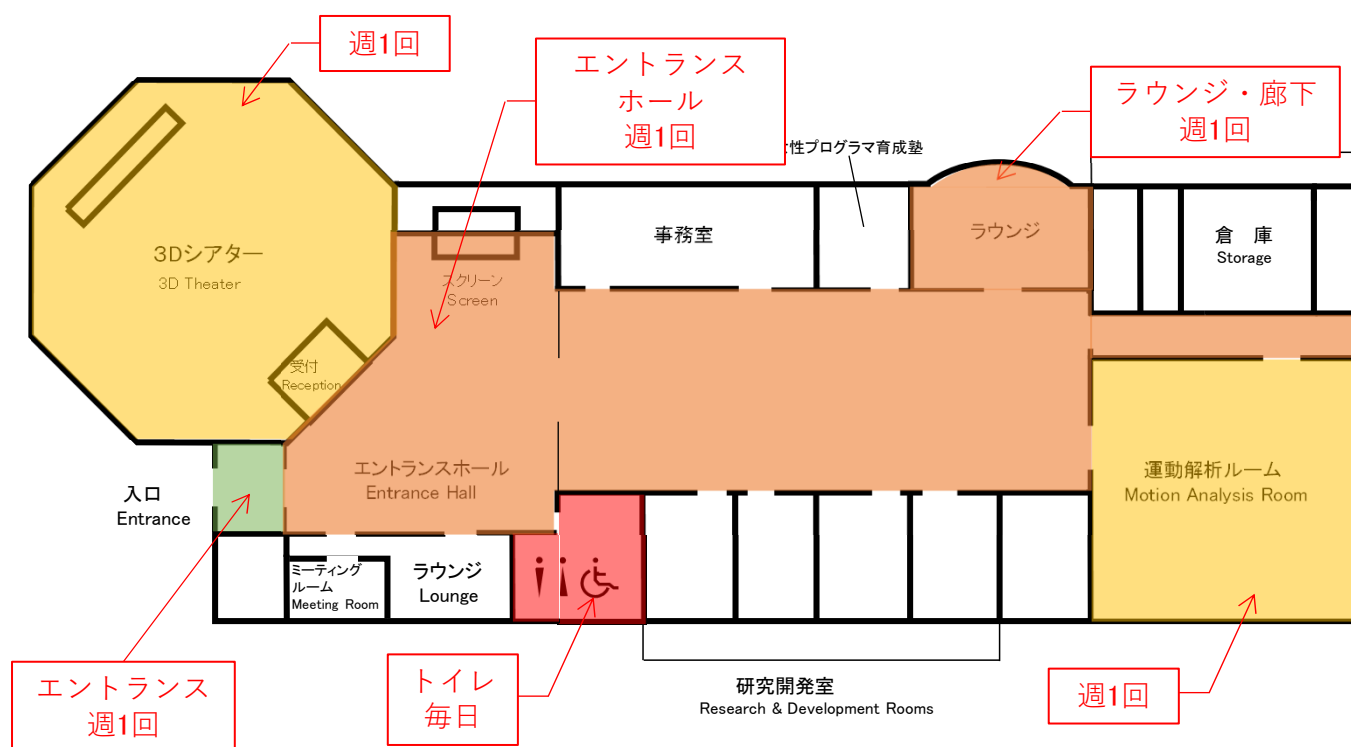 週1回
エントランス
ホール
週1回
ラウンジ・廊下
週1回
性プログラマ育成塾
事務室
ラウンジ
倉 庫
Storage
3Dシアター
3D Theater
スクリーン
Screen
受付
Reception
エントランスホール
Entrance Hall
運動解析ルーム
Motion Analysis Room
入口
Entrance
ミーティング
ルーム
Meeting Room
ラウンジ
Lounge
エントランス
週1回
トイレ
毎日
研究開発室
Research & Development Rooms
週1回